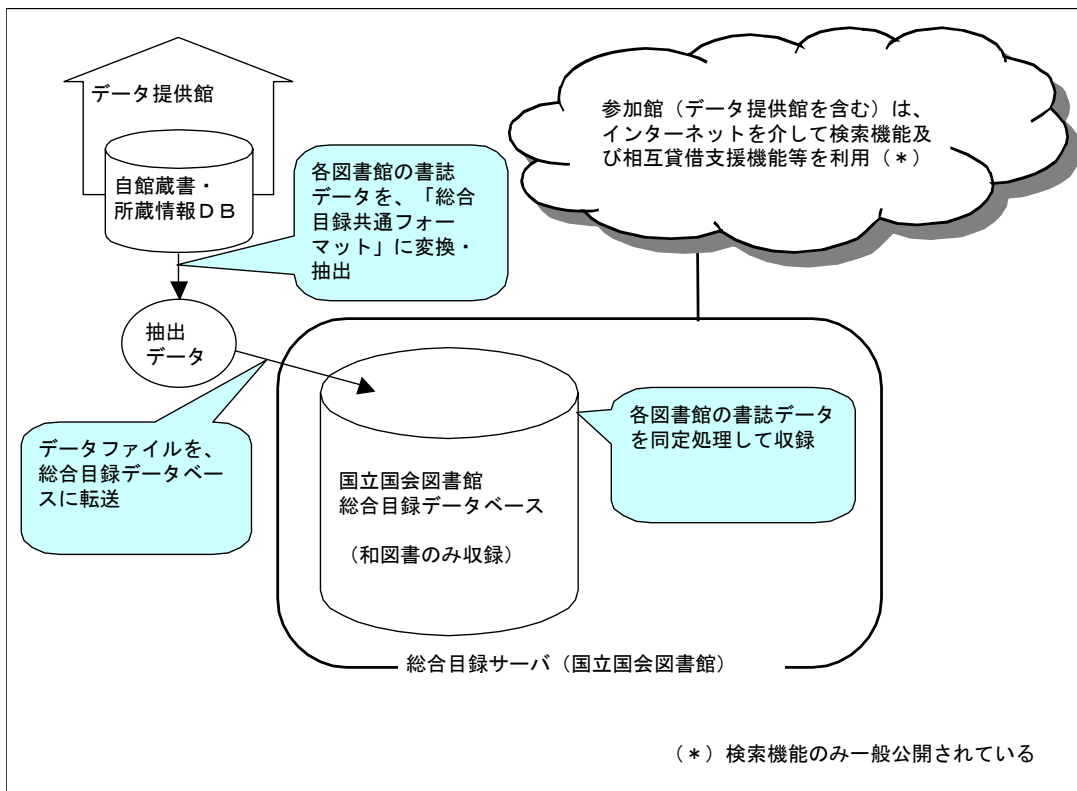 データ提供館
自館蔵書・
所蔵情報ＤＢ
各図書館の書誌
データを、「総合
目録共通フォー
マット」に変換・
抽出
参加館（データ提供館を含む）は、
インターネットを介して検索機能及
び相互貸借支援機能等を利用（＊）
抽出
データ
データファイルを、
総合目録データベー
スに転送
国立国会図書館
総合目録データベース
（和図書のみ収録）
各図書館の書誌データ
を同定処理して収録
総合目録サーバ（国立国会図書館）
（＊）検索機能のみ一般公開されている